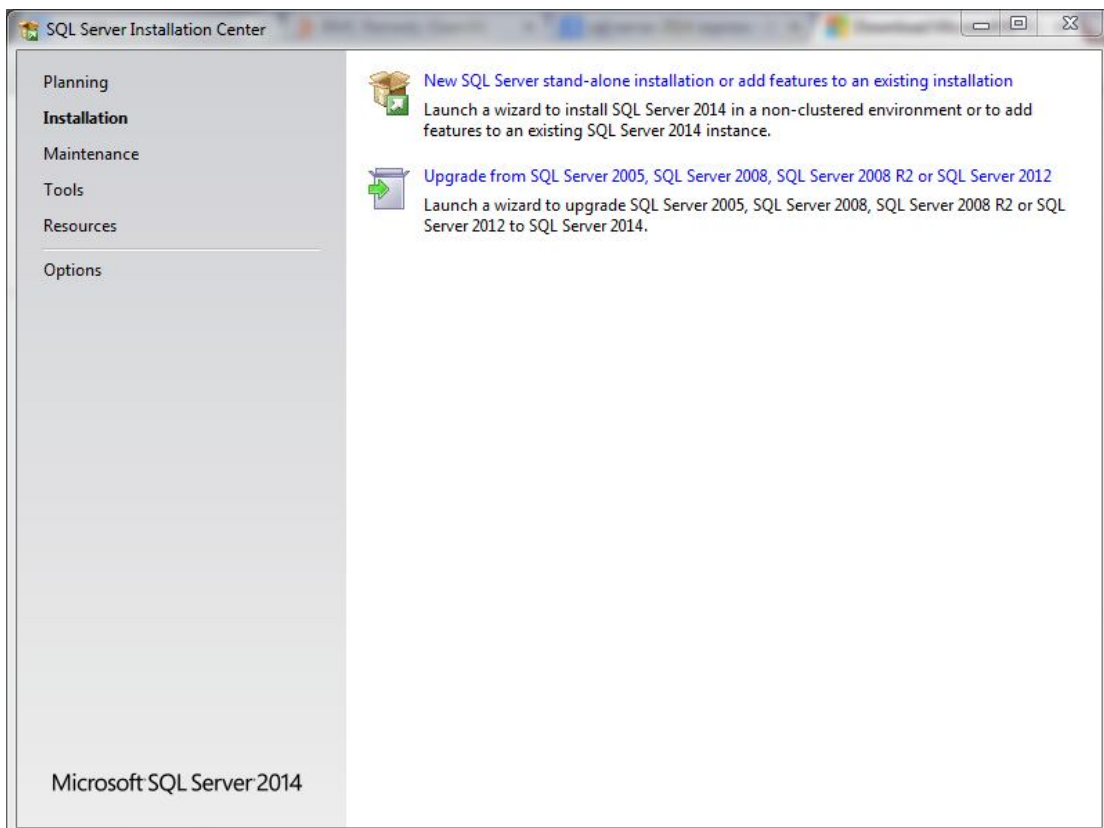 SQL Server Installation Center
Planning
Installation
Maintenance
Tools
Resources
Options
New SQL Server stand-alone installation or add features to an existing installation
Launch a wizard to install SQL Server 2014 in a non-clustered environment or to add
features to an existing SQL Server 2014 instance.
Upgrade from SQL Server 2005, SQL Server 2008, SQL Server 2008 R2 or SQL Server 2012
Launch a wizard to upgrade SQL Server 2005, SQL Server 2008, SQL Server 2008 R2 or SQL
Server 2012 to SQL Server 2014.
Microsoft SQL Server 2014